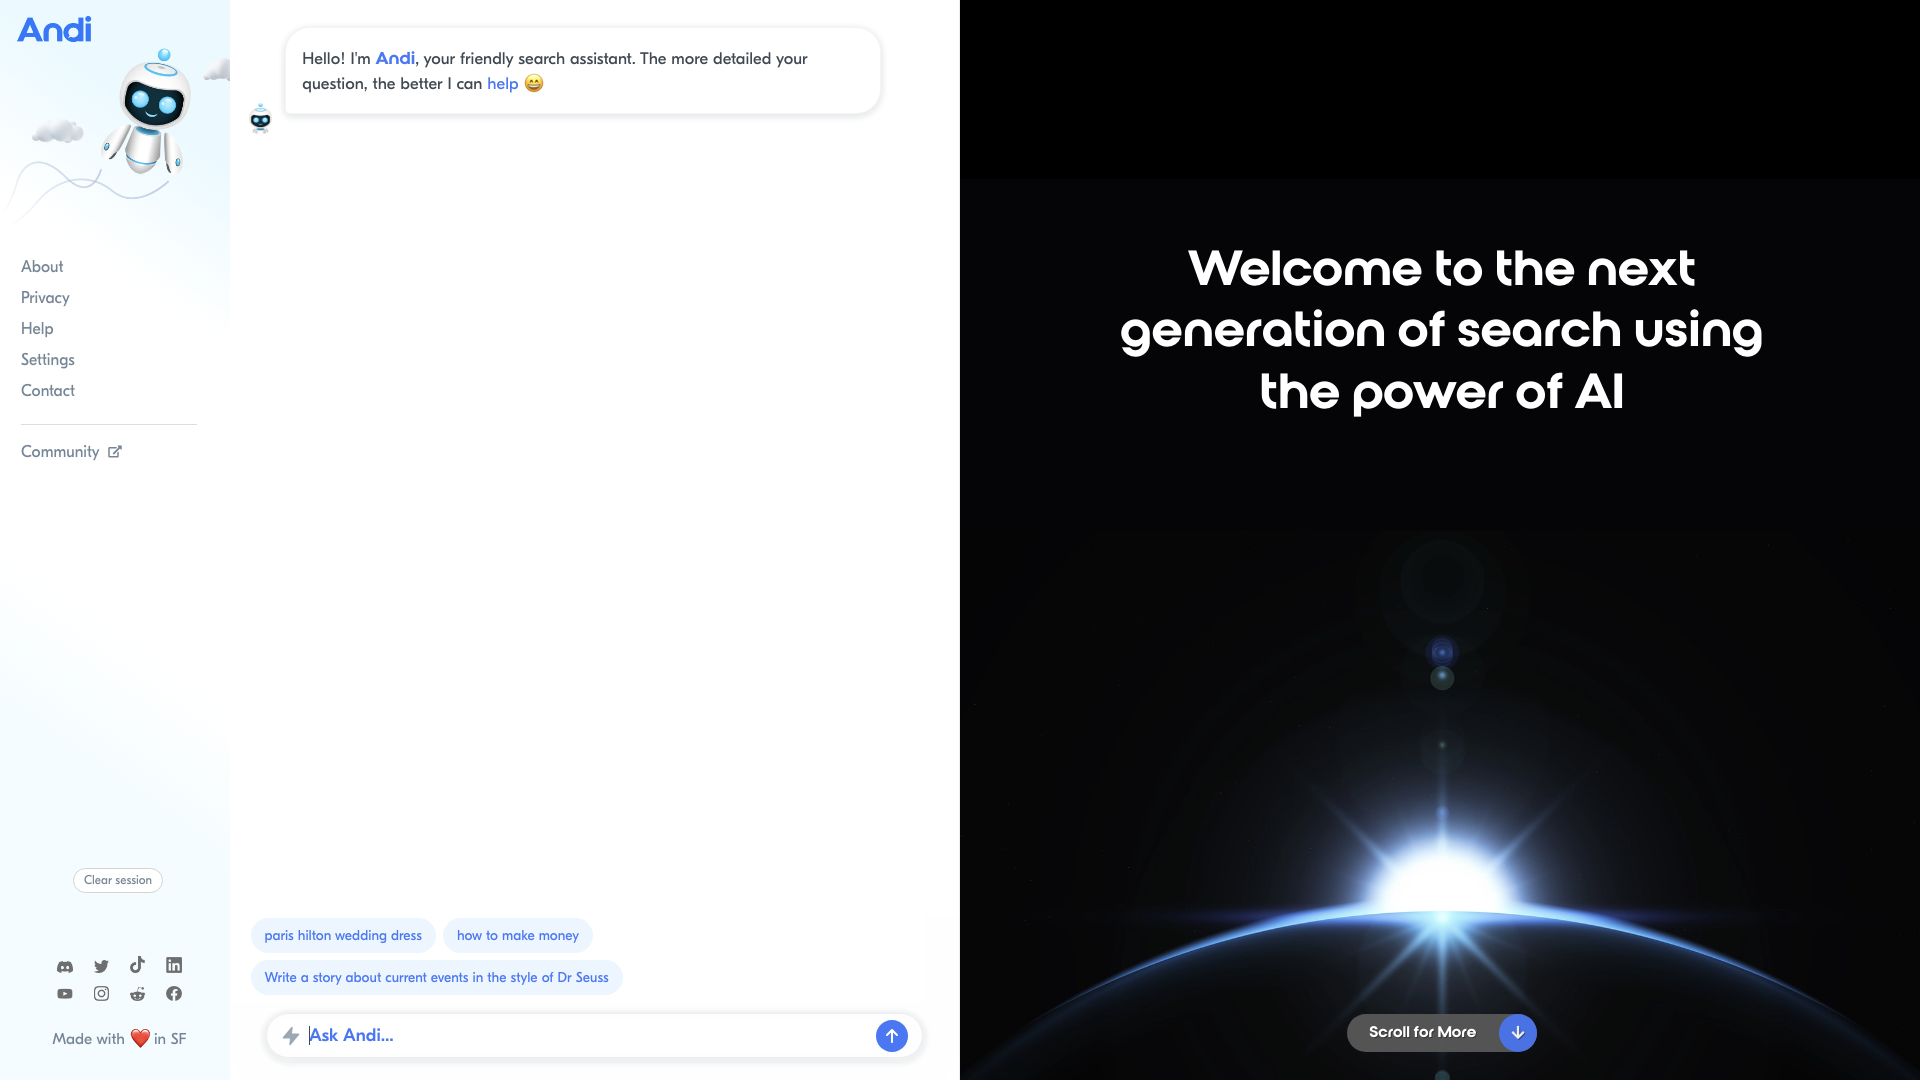 Andi
About
Privacy
Help
Settings
Contact
Community
Clear session
Made with ❤️ in SF
Hello! I'm Andi, your friendly search assistant. The more detailed your
question, the better I can help 😄
paris hilton wedding dress
how to make money
Write a story about current events in the style of Dr Seuss
Ask Andi...
Welcome to the next
generation of search using
the power of AI
Scroll for More